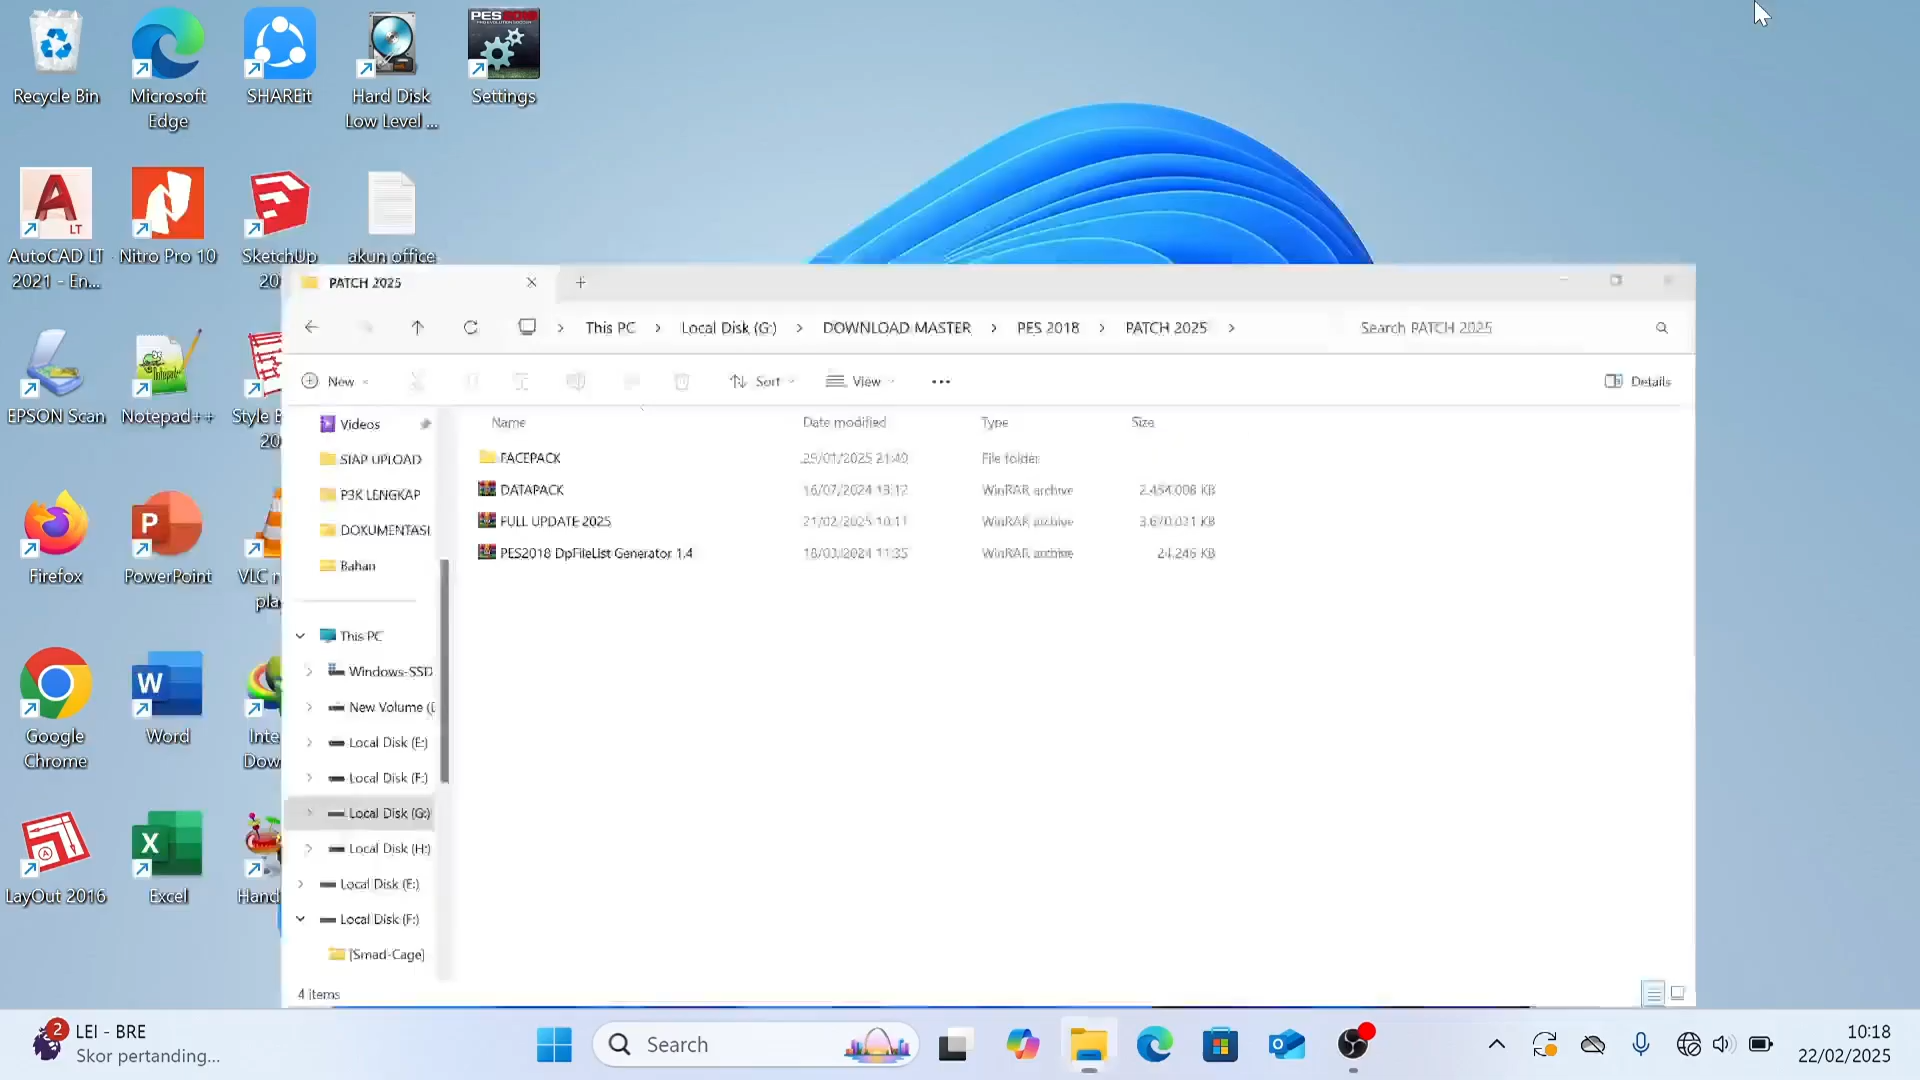 Recycle Bin
Microsoft
Edge
SHAREit
Hard Disk
Low Level ...
PES 2018
Settings
AutoCAD LT
2021 - En...
Nitro Pro 10
SketchUp
20
akun office
EPSON Scan
Notepad++
Style B
20
Firefox
PowerPoint
VLC
pla
Google
Chrome
Word
Inte
Dow
LayOut 2016
Excel
Hand
PATCH 2025
This PC
Local Disk (G:)
DOWNLOAD MASTER
PES 2018
PATCH 2025
Search PATCH 2025
New
Sort
View
Details
Videos
SIAP UPLOAD
P3K LENGKAP
DOKUMENTASI
Bahan
This PC
Windows-SSD
New Volume (
Local Disk (E:)
Local Disk (F:)
Local Disk (G:)
Local Disk (H:)
Local Disk (E:)
Local Disk (F:)
[Smad-Cage]
Name Date modified Type Size
FACEPACK 29/01/2025 21:40 File folder
DATAPACK 16/07/2024 13:12 WinRAR archive 2.454.008 KB
FULL UPDATE 2025 21/02/2025 10:11 WinRAR archive 3.670.031 KB
PES2018 DpFileList Generator 1.4 18/03/2024 11:35 WinRAR archive 24.246 KB
4 items
2
LEI - BRE
Skor pertanding...
Search
10:18
22/02/2025